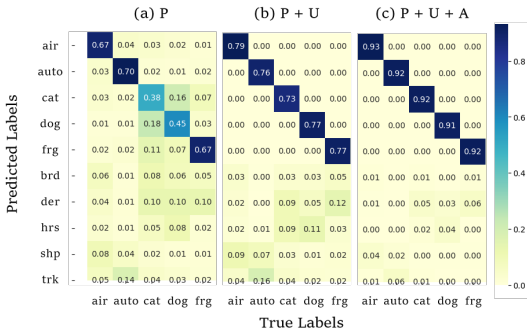 (a) P (b) P + U (c) P + U + A
air - 0.67 0.04 0.03 0.02 0.01 0.79 0.00 0.00 0.00 0.00 0.93 0.00 0.00 0.00 0.00
auto - 0.03 0.70 0.02 0.01 0.02 0.00 0.76 0.00 0.00 0.00 0.00 0.92 0.00 0.00 0.00
cat - 0.03 0.02 0.38 0.16 0.07 0.00 0.00 0.73 0.00 0.00 0.00 0.00 0.92 0.00 0.00
dog - 0.01 0.01 0.18 0.45 0.03 0.00 0.00 0.00 0.77 0.00 0.00 0.00 0.00 0.91 0.00
frg - 0.02 0.02 0.11 0.07 0.67 0.00 0.00 0.00 0.00 0.77 0.00 0.00 0.00 0.00 0.92
brd - 0.06 0.01 0.08 0.06 0.05 0.03 0.00 0.03 0.03 0.05 0.01 0.00 0.01 0.00 0.01
der - 0.04 0.01 0.10 0.10 0.10 0.02 0.00 0.09 0.05 0.12 0.01 0.00 0.05 0.03 0.06
hrs - 0.03 0.01 0.05 0.08 0.02 0.02 0.00 0.09 0.11 0.03 0.00 0.00 0.02 0.04 0.00
shp - 0.08 0.04 0.02 0.01 0.01 0.09 0.07 0.03 0.01 0.00 0.04 0.02 0.00 0.00 0.00
trk - 0.05 0.14 0.04 0.03 0.02 0.04 0.16 0.04 0.03 0.02 0.01 0.06 0.01 0.00 0.00
air auto cat dog frg air auto cat dog frg air auto cat dog frg
True Labels
Predicted Labels
0.8
0.6
0.4
0.2
0.0